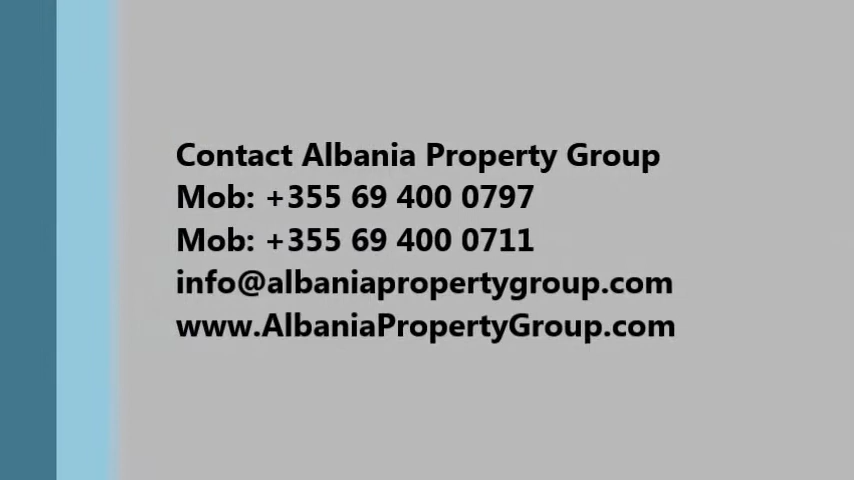 Contact Albania Property Group
Mob: +355 69 400 0797
Mob: +355 69 400 0711
info@albaniapropertygroup.com
www.AlbaniaPropertyGroup.com